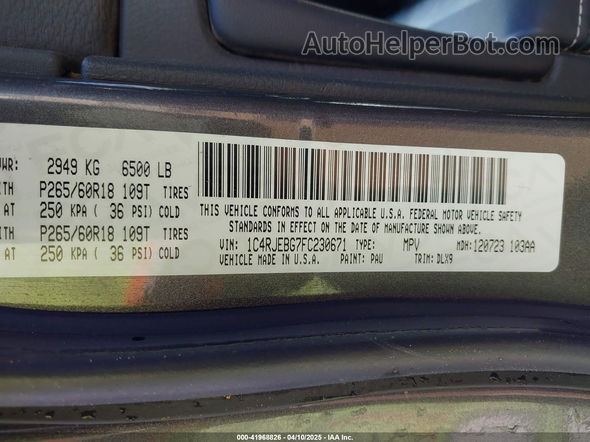 AutoHelperBot.com
VWR: 2949 KG 6500 LB
ITH P265/60R18 109T TIRES
AT 250 KPA ( 36 PSI) COLD
ITH P265/60R18 109T TIRES
AT 250 KPA ( 36 PSI) COLD
THIS VEHICLE CONFORMS TO ALL APPLICABLE U.S.A. FEDERAL MOTOR VEHICLE SAFETY
STANDARDS IN EFFECT ON THE DATE OF MANUFACTURE SHOWN ABOVE.
VIN: 1C4RJEBG7FC230671 TYPE: MPV MDH:120723 103AA
VEHICLE MADE IN U.S.A. PAINT: PAU TRIM: DLX9
000-41968826 - 04/10/2025 - IAA Inc.